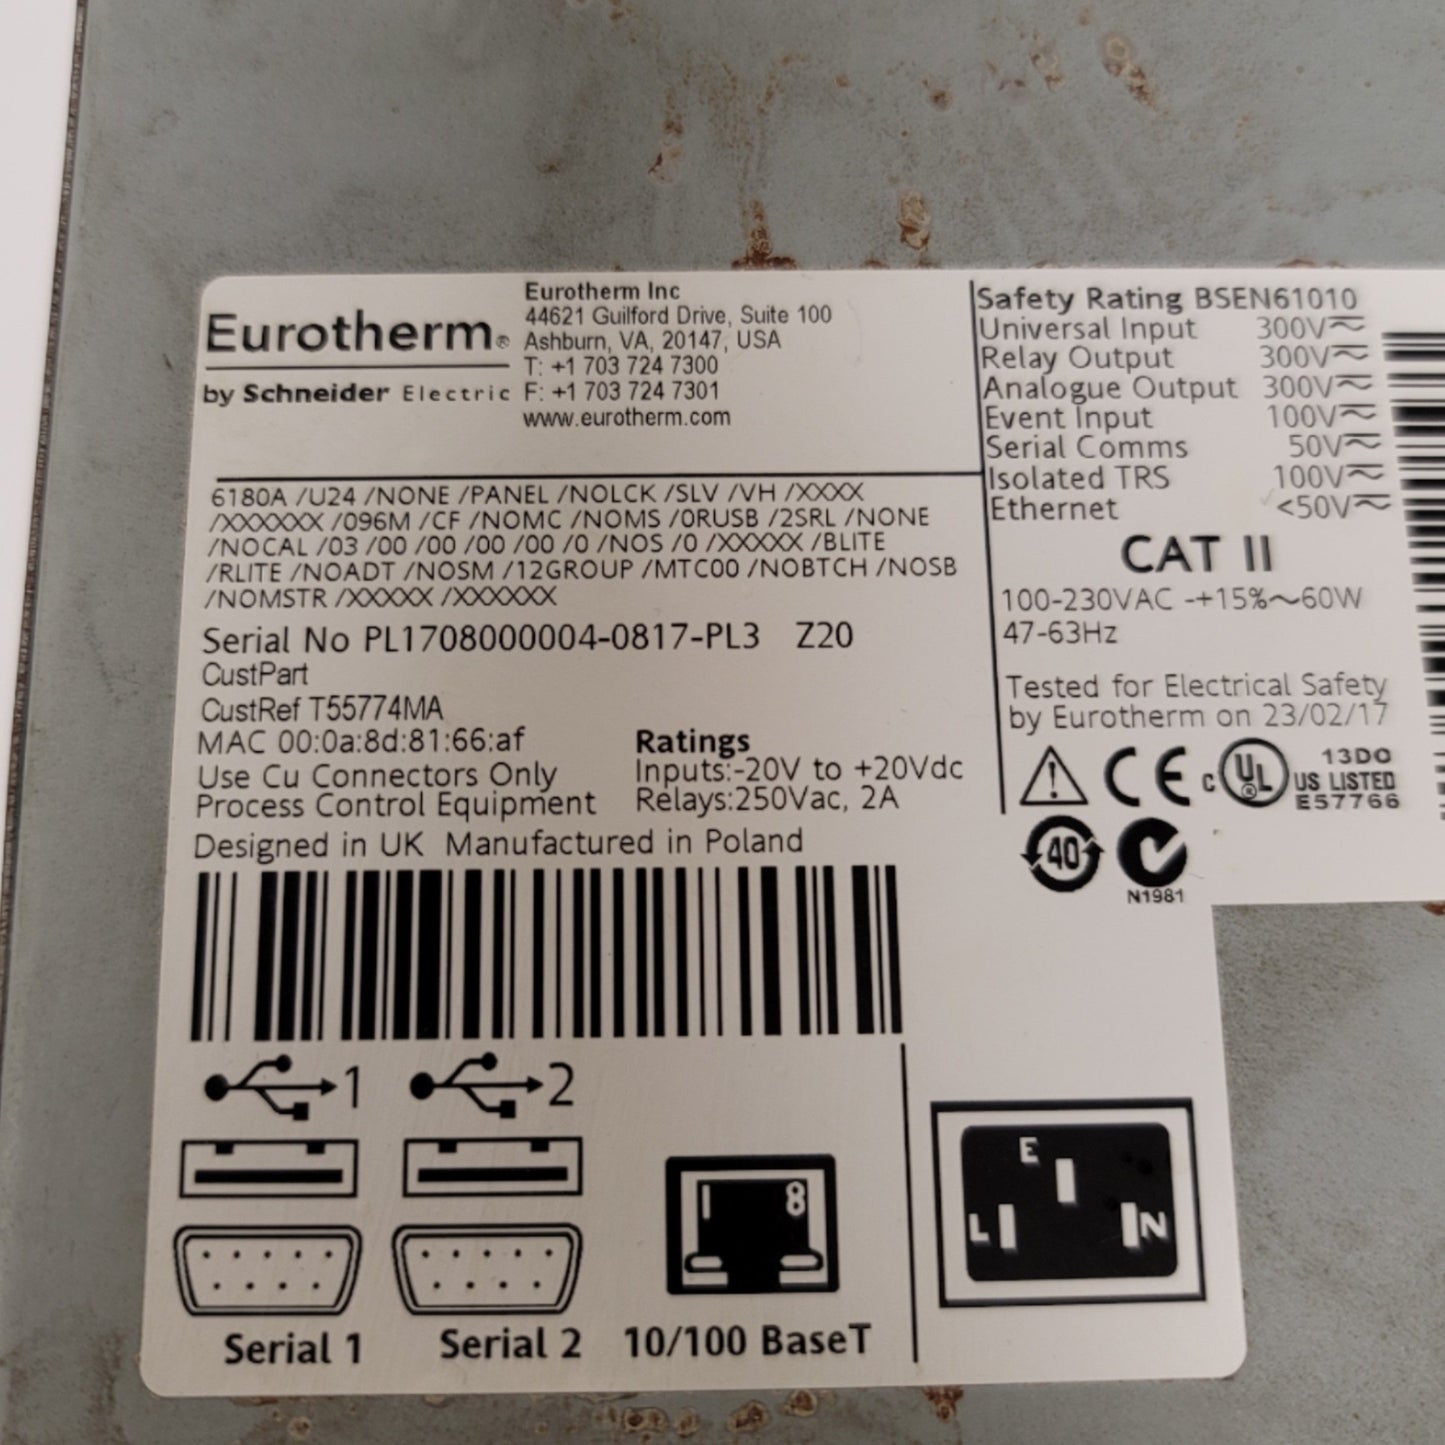 Eurotherm®
by Schneider Electric
Eurotherm Inc
44621 Guilford Drive, Suite 100
Ashburn, VA, 20147, USA
T: +1 703 724 7300
F: +1 703 724 7301
www.eurotherm.com
6180A /U24 /NONE /PANEL /NOLCK /SLV /VH /XXXX
/XXXXXX /096M /CF /NOMC /NOMS /0RUSB /2SRL /NONE
/NOCAL /03 /00 /00 /00 /00 /0 /NOS /0 /XXXXX /BLITE
/RLITE /NOADT /NOSM /12GROUP /MTC00 /NOBTCH /NOSB
/NOMSTR /XXXXX /XXXXXX
Serial No PL1708000004-0817-PL3 Z20
CustPart
CustRef T55774MA
MAC 00:0a:8d:81:66:af
Use Cu Connectors Only
Process Control Equipment
Ratings
Inputs:-20V to +20Vdc
Relays:250Vac, 2A
Designed in UK Manufactured in Poland
Safety Rating BSEN61010
Universal Input 300V
Relay Output 300V
Analogue Output 300V
Event Input 100V
Serial Comms 50V
Isolated TRS 100V
Ethernet <50V
CAT II
100-230VAC -+15%~60W
47-63Hz
Tested for Electrical Safety
by Eurotherm on 23/02/17
CE
c UL® US LISTED
13DO
E57766
40
N1981
1
2
Serial 1
Serial 2
1 8
10/100 BaseT
E
L N